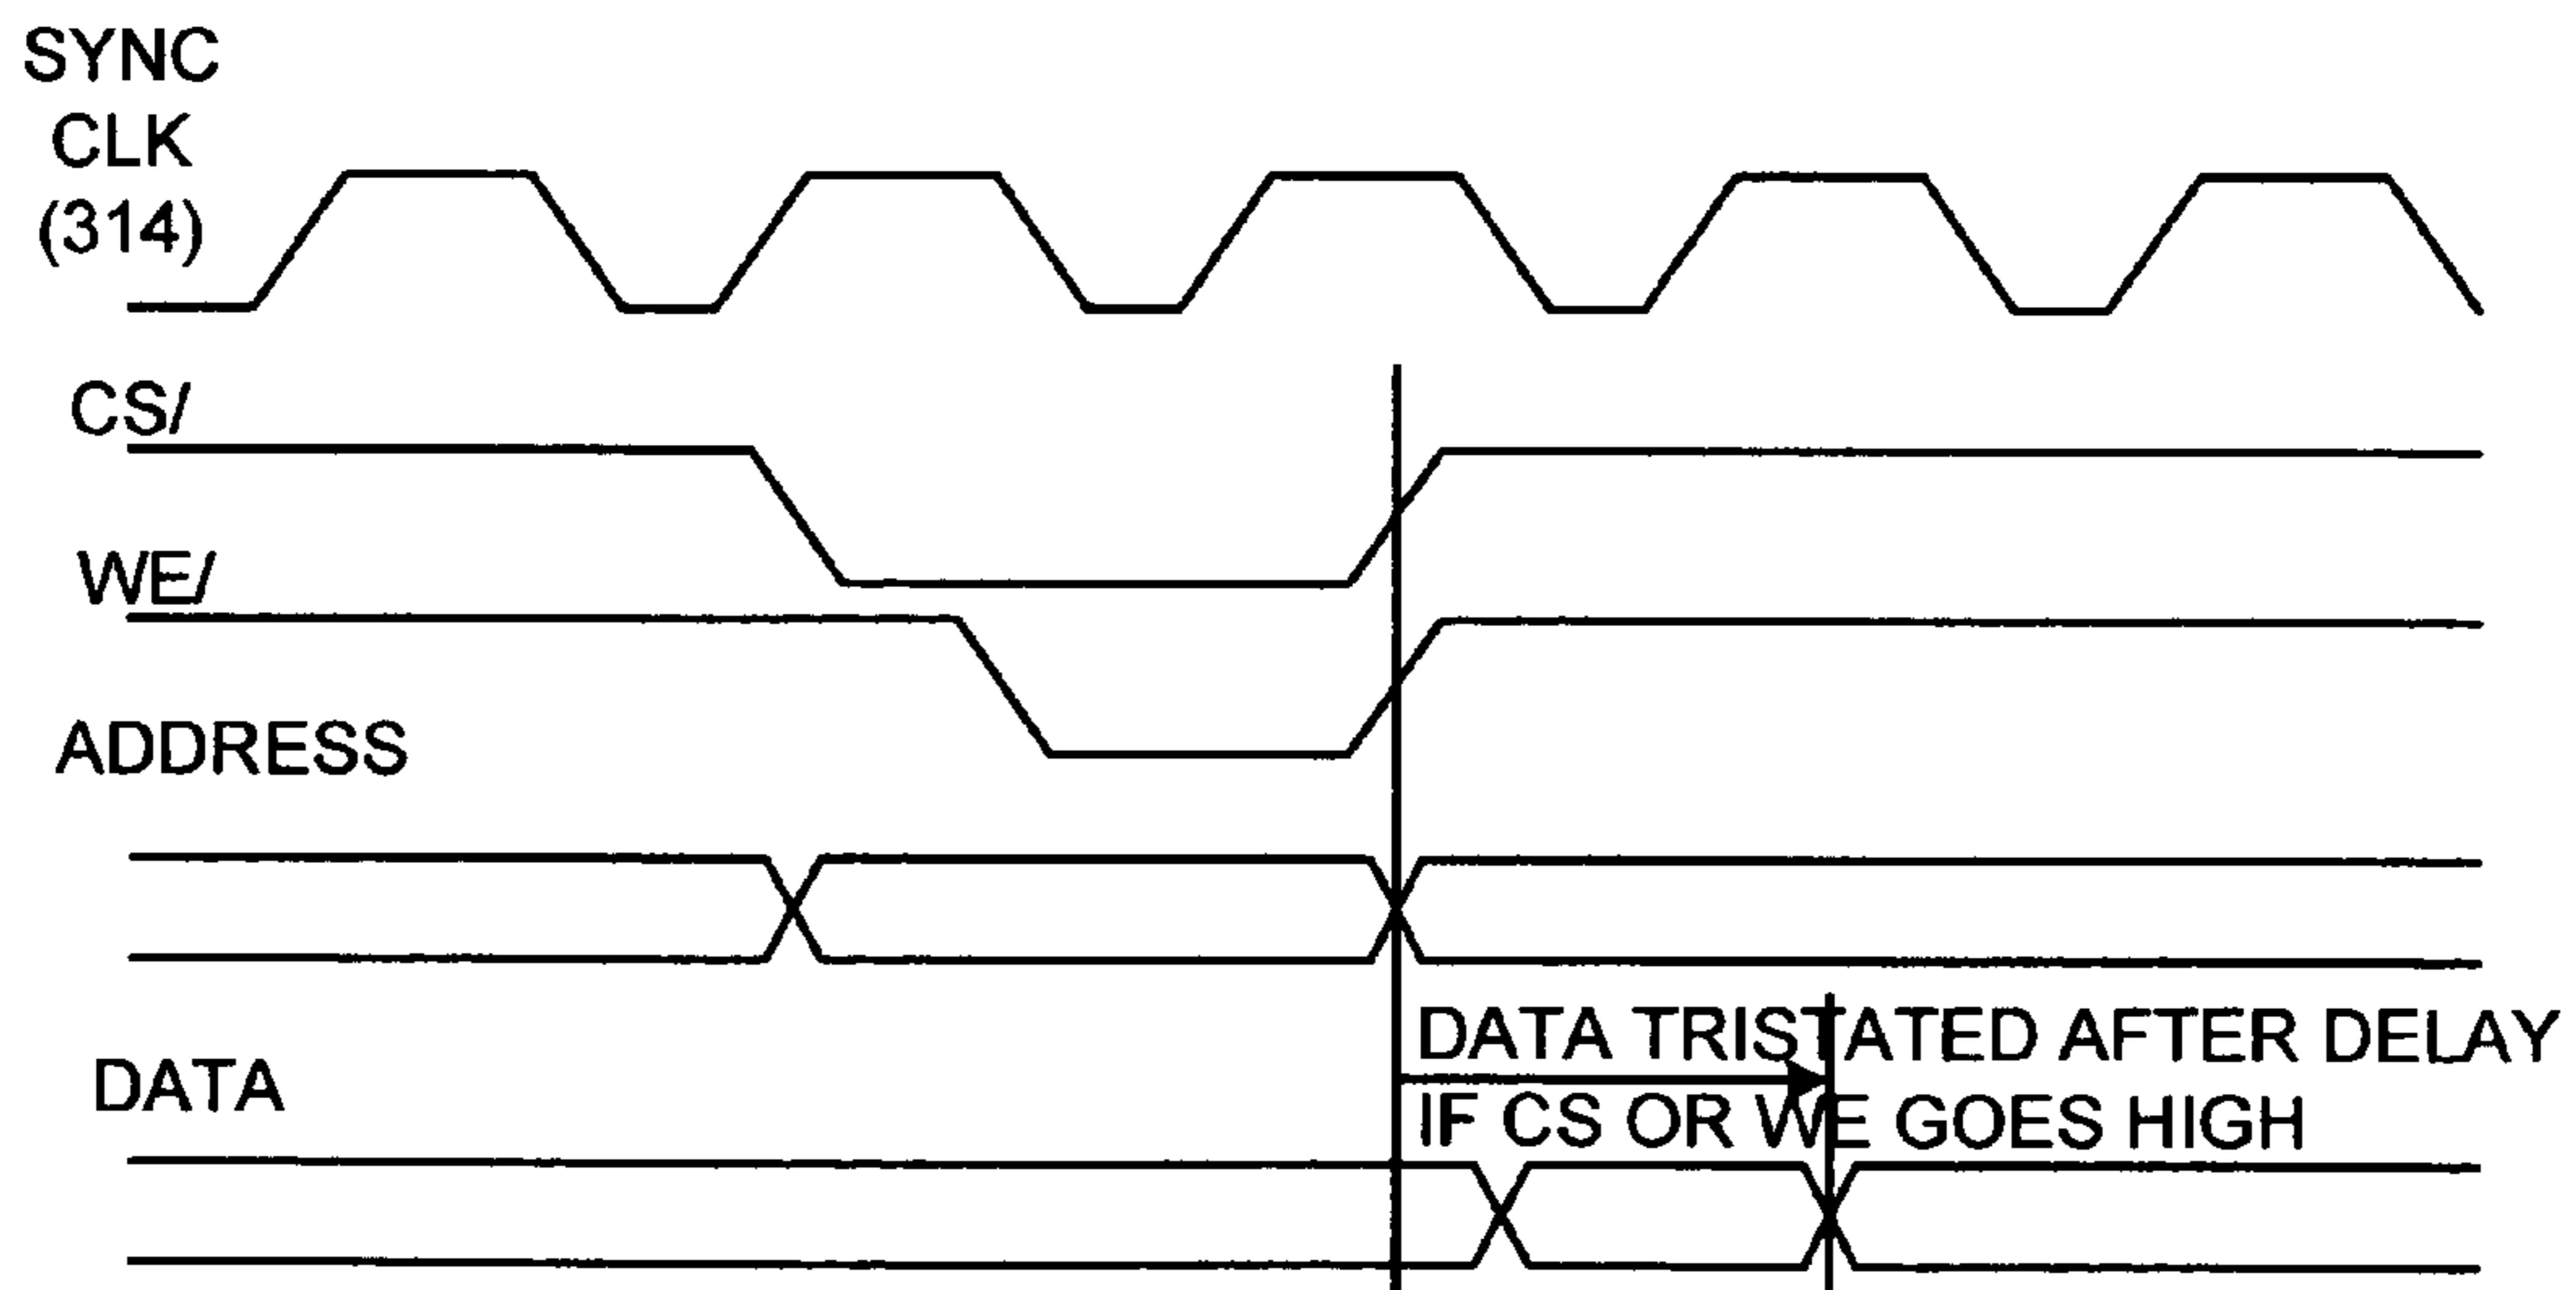 SYNC
CLK
(314)
CS/
WE/
ADDRESS
DATA TRISTATED AFTER DELAY
DATA
IF CS OR WE GOES HIGH